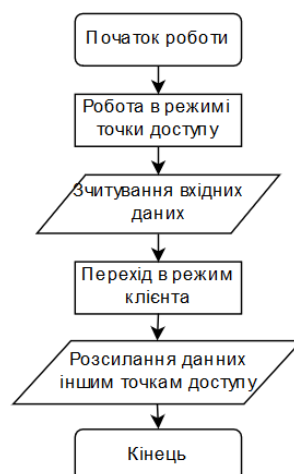 Початок роботи
Робота в режимі
точки доступу
Зчитування вхідних
даних
Перехід в режим
клієнта
Розсилання данних
іншим точкам доступу
Кінець